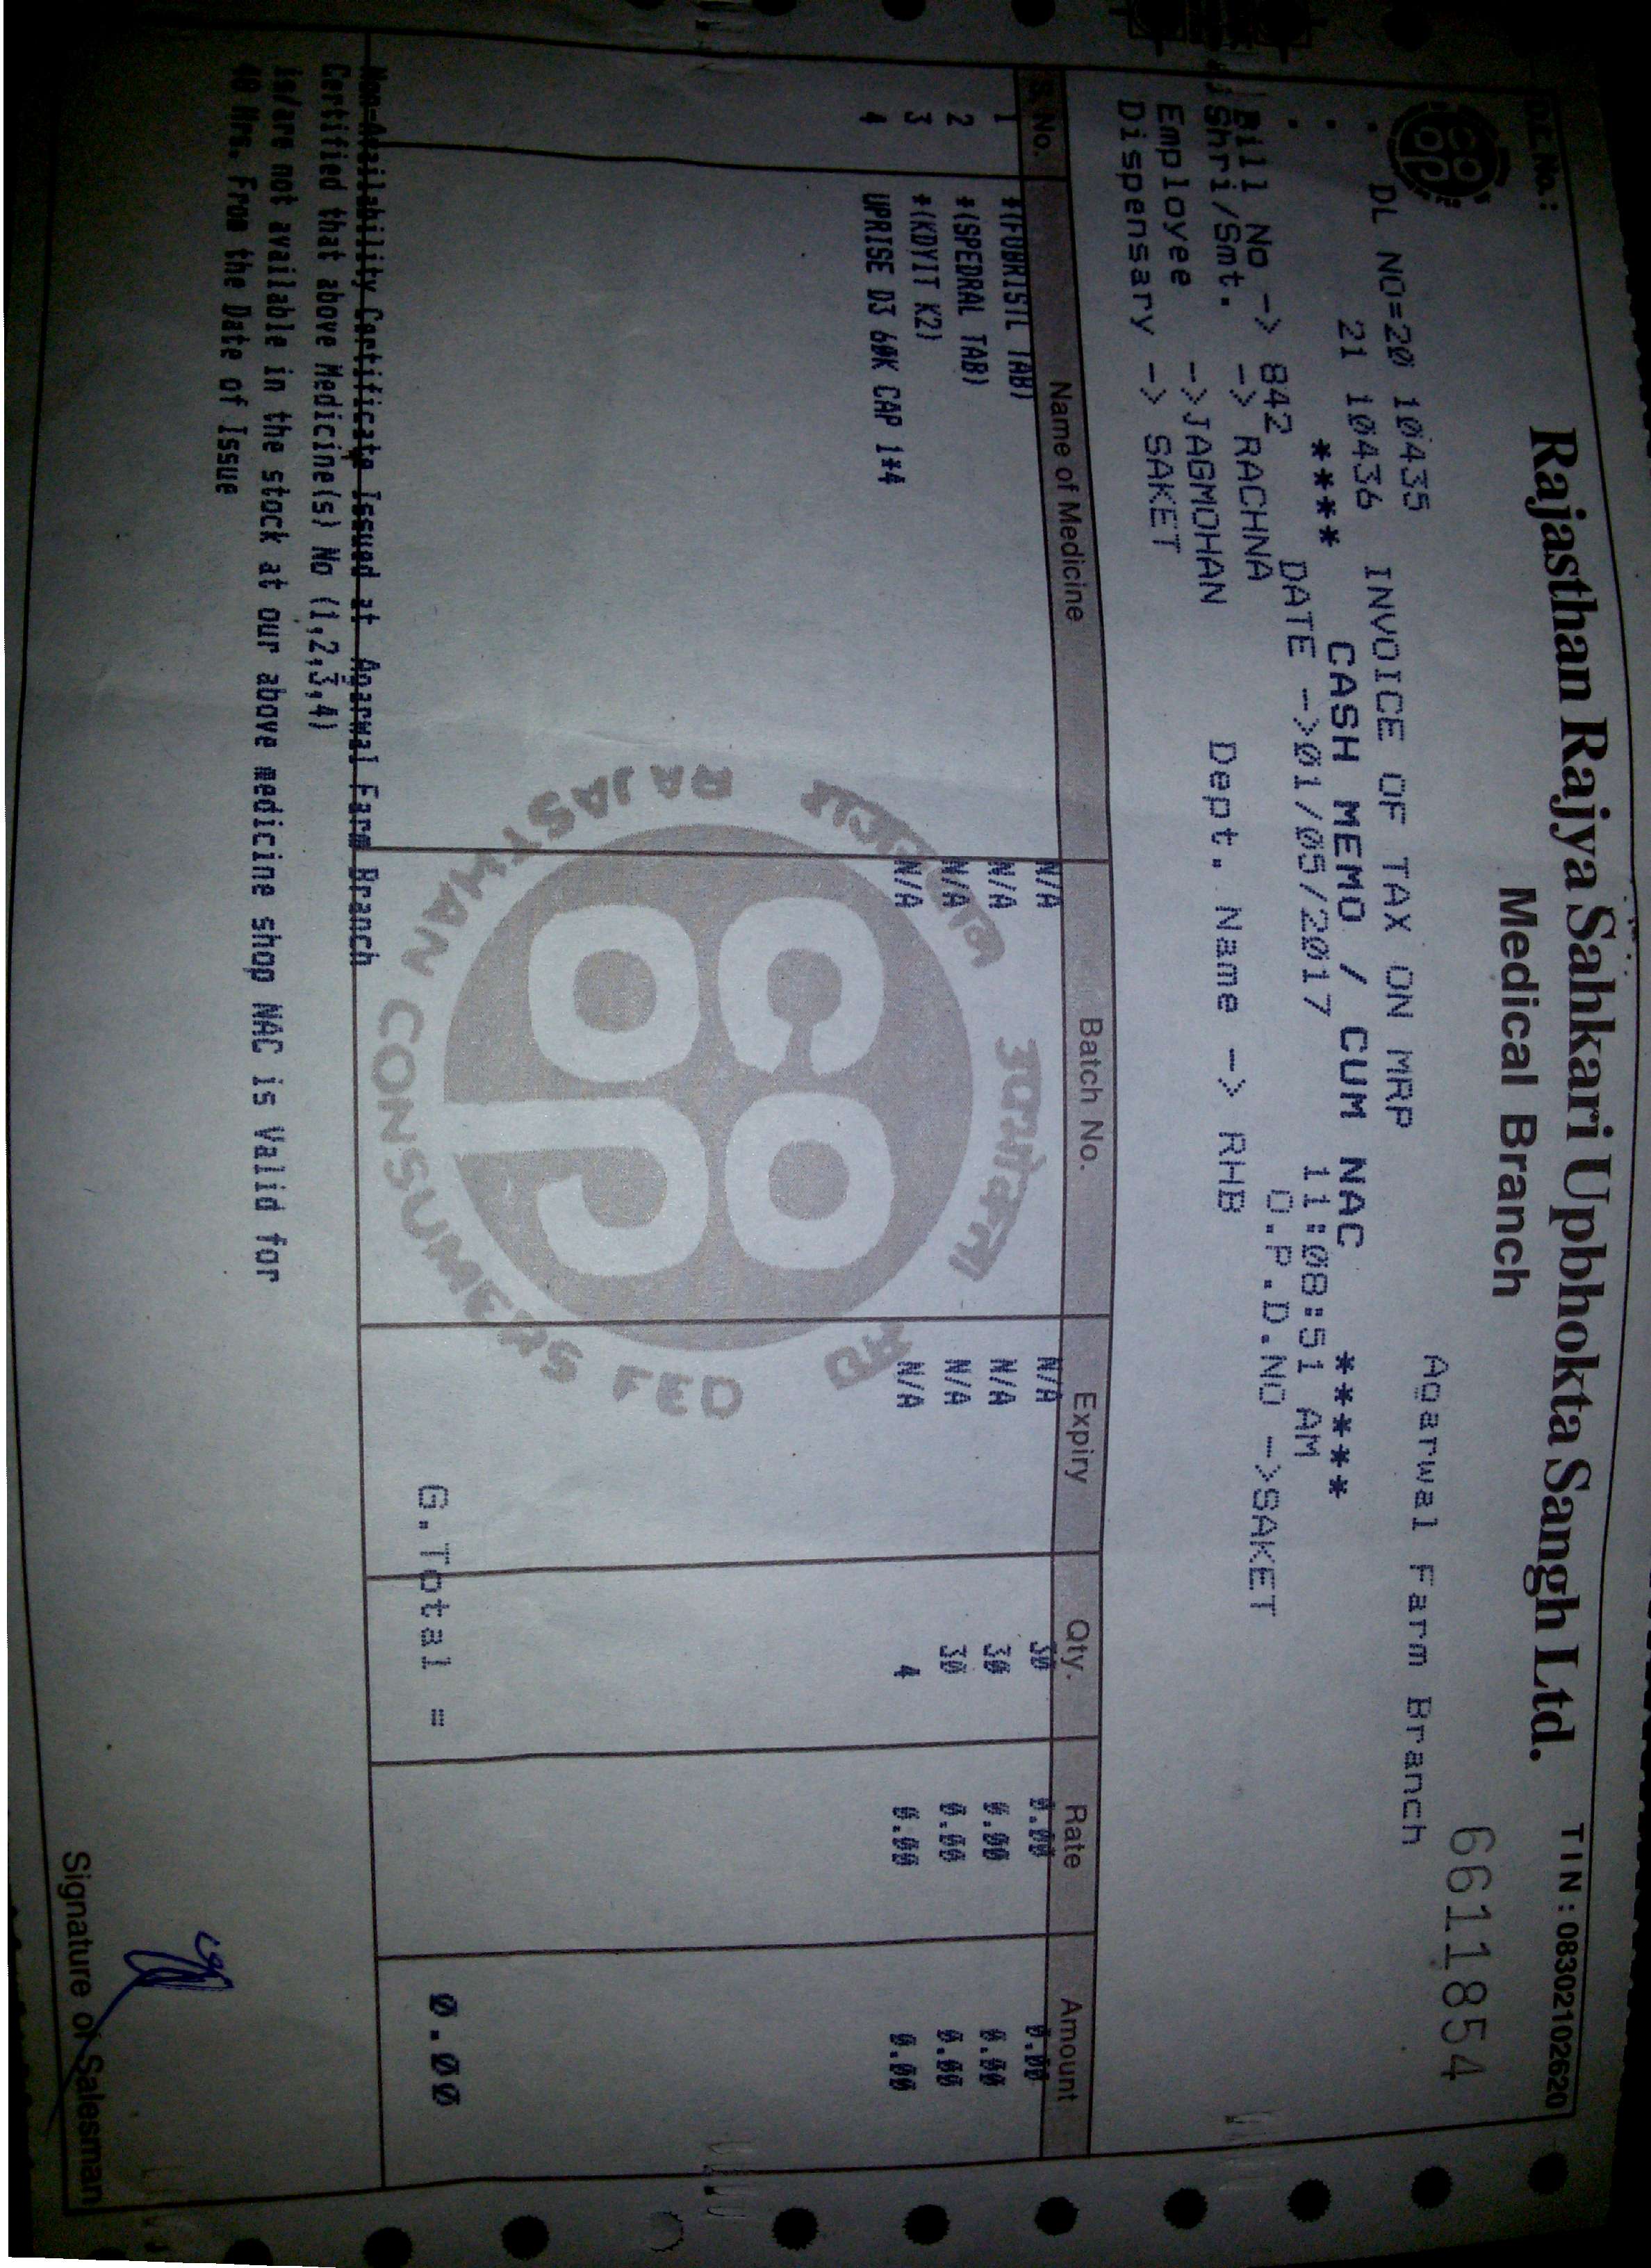 D.L.No.: Rajasthan Rajya Sahkari Upbhokta Sangh Ltd. TIN : 08302102620
Medical Branch
6611854
Agarwal Farm Branch
DL NO=20 10435 INVOICE OF TAX ON MRP
21 10436
**** CASH MEMO / CUM NAC *****
Bill No -> 842 DATE ->01/05/2017 11:08:51 AM
Shri/Smt. -> RACHNA O.P.D.NO ->SAKET
Employee ->JAGMOHAN Dept. Name -> RHB
Dispensary -> SAKET
S.No. Name of Medicine Batch No. Expiry Qty. Rate Amount
1 *(FOBRISTL TAB) N/A N/A 30 0.00 0.00
2 *(SPEDRAL TAB) N/A N/A 30 0.00 0.00
3 *(KDYIT K2) N/A N/A 30 0.00 0.00
4 UPRISE D3 60K CAP 1*4 N/A N/A 4 0.00 0.00
उपभोक्ता
RAJASTHAN CONSUMERS FED
COOP
G.Total = 0.00
Non-Availability Certificate Issued at Agarwal Farm Branch
Certified that above Medicine(s) No (1,2,3,4)
is/are not available in the stock at our above medicine shop NAC is Valid for
48 Hrs. From the Date of Issue
Signature of Salesman